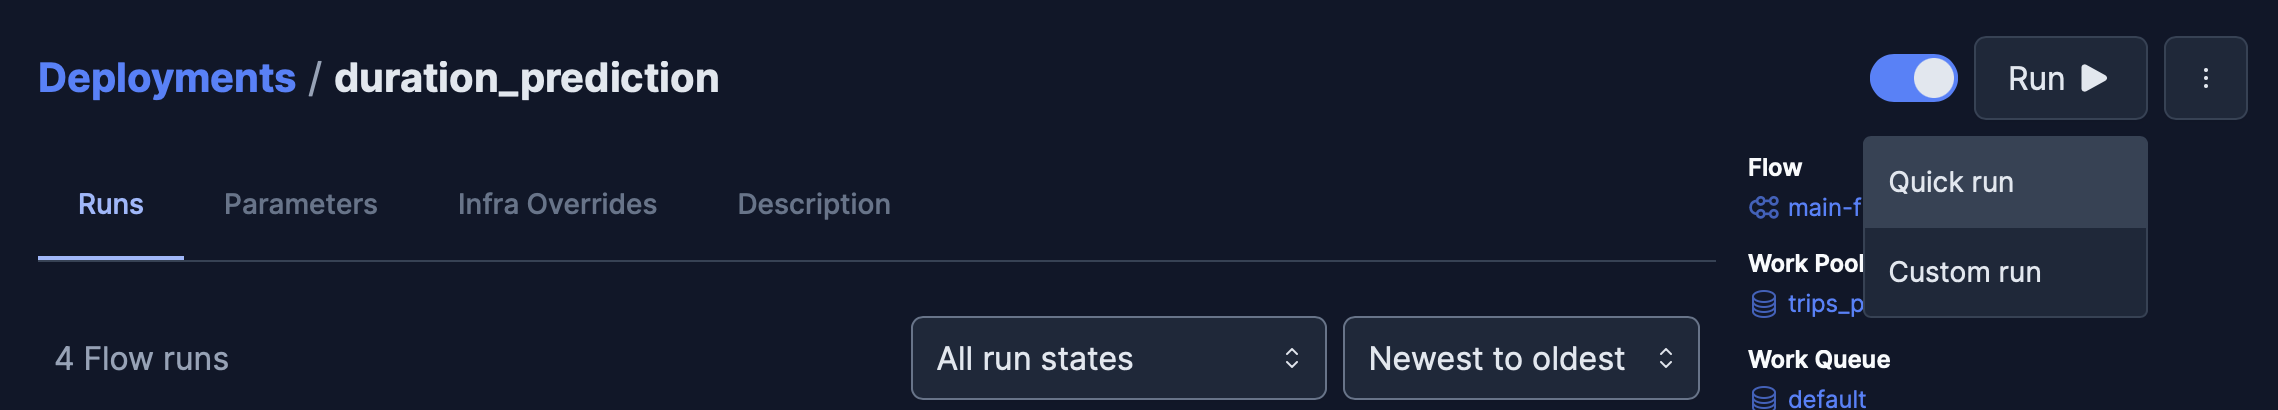 Deployments / duration_prediction
Run
Quick run
Custom run
Runs
Parameters
Infra Overrides
Description
4 Flow runs
All run states
Newest to oldest
Flow
main-f
Work Pool
trips_p
Work Queue
default